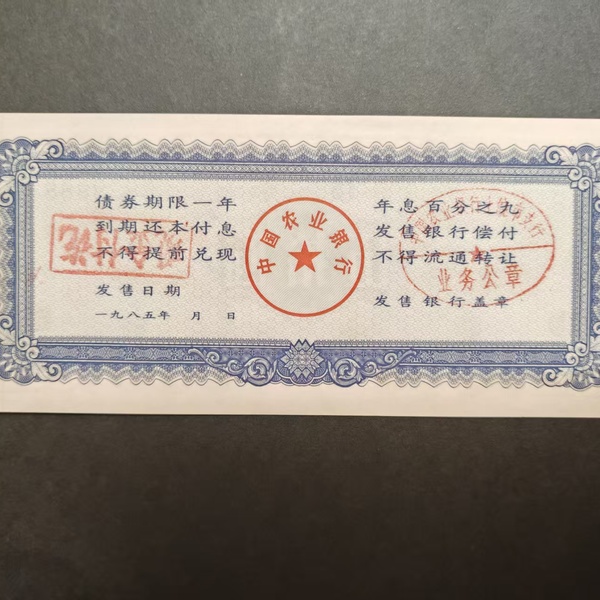 债券期限一年
到期还本付息
不得提前兑现
发售日期
一九八五年 月 日
中国农业银行
年息百分之九
发售银行偿付
不得流通转让
发售银行盖章
业务公章